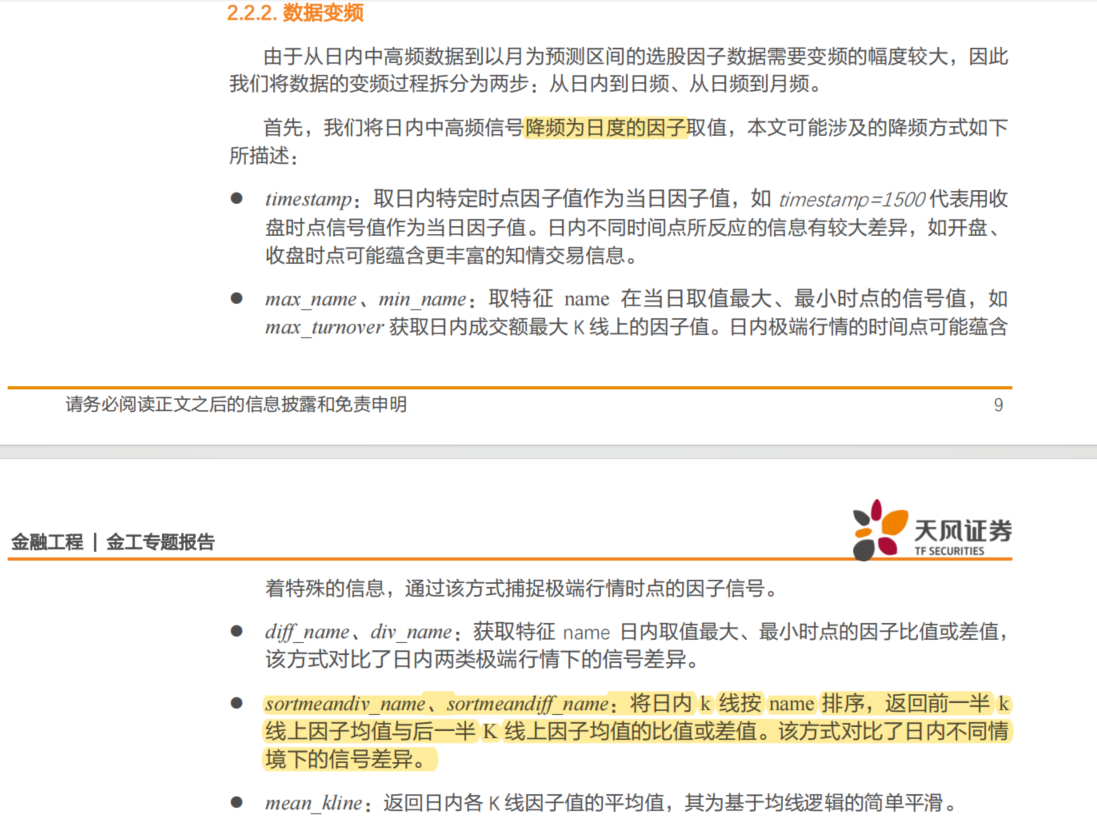 2.2.2. 数据变频
由于从日内中高频数据到以月为预测区间的选股因子数据需要变频的幅度较大，因此
我们将数据的变频过程拆分为两步：从日内到日频、从日频到月频。
首先，我们将日内中高频信号降频为日度的因子取值，本文可能涉及的降频方式如下
所描述：
● timestamp：取日内特定时点因子值作为当日因子值，如 timestamp=1500 代表用收
盘时点信号值作为当日因子值。日内不同时间点所反应的信息有较大差异，如开盘、
收盘时点可能蕴含更丰富的知情交易信息。
● max_name、min_name：取特征 name 在当日取值最大、最小时点的信号值，如
max_turnover 获取日内成交额最大 K 线上的因子值。日内极端行情的时间点可能蕴含
请务必阅读正文之后的信息披露和免责申明 9
金融工程 | 金工专题报告
天风证券
TF SECURITIES
着特殊的信息，通过该方式捕捉极端行情时点的因子信号。
● diff_name、div_name：获取特征 name 日内取值最大、最小时点的因子比值或差值，
该方式对比了日内两类极端行情下的信号差异。
● sortmeandiv_name、sortmeandiff_name：将日内 k 线按 name 排序，返回前一半 k
线上因子均值与后一半 K 线上因子均值的比值或差值。该方式对比了日内不同情
境下的信号差异。
● mean_kline：返回日内各 K 线因子值的平均值，其为基于均线逻辑的简单平滑。